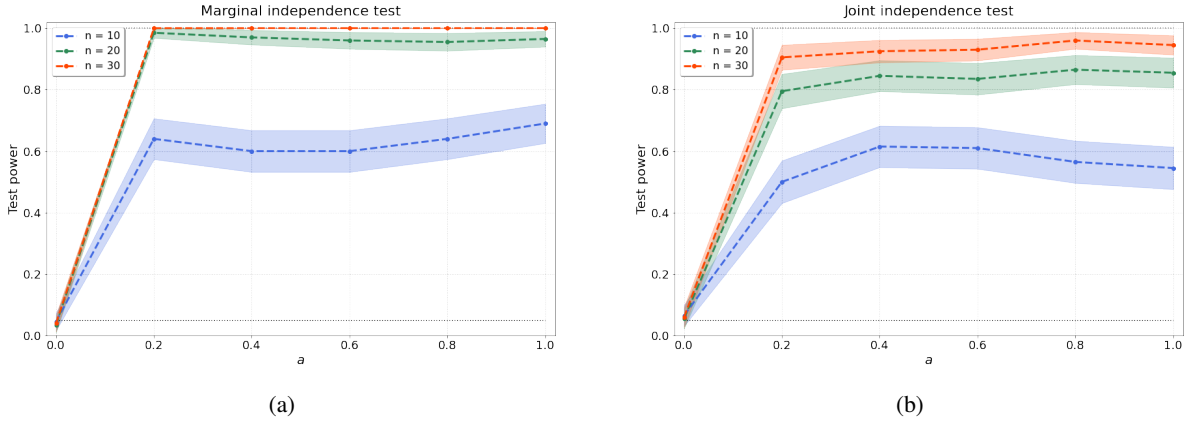 Marginal independence test
1.0
0.8
0.6
0.4
0.2
0.0
Test power
n = 10
n = 20
n = 30
0.0 0.2 0.4 0.6 0.8 1.0
a
(a)
Joint independence test
1.0
0.8
0.6
0.4
0.2
0.0
Test power
n = 10
n = 20
n = 30
0.0 0.2 0.4 0.6 0.8 1.0
a
(b)